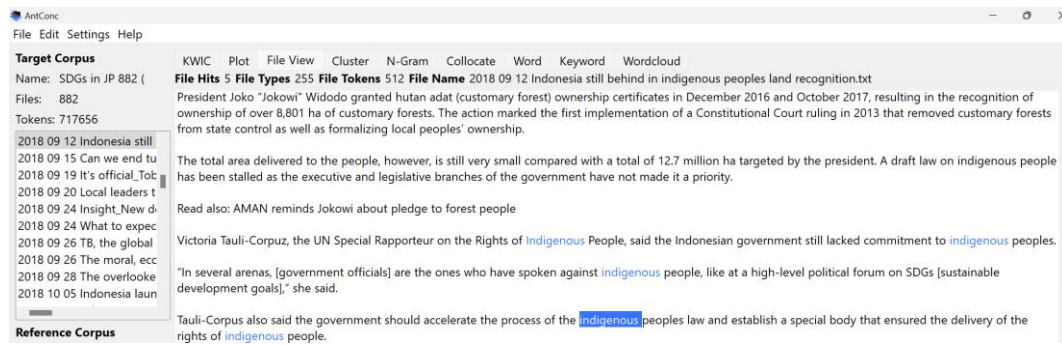 AntConc
File Edit Settings Help
Target Corpus
Name: SDGs in JP 882 (
Files: 882
Tokens: 717656
2018 09 12 Indonesia still
2018 09 15 Can we end tu
2018 09 19 It's official_Tob
2018 09 20 Local leaders t
2018 09 24 Insight_New d
2018 09 24 What to expec
2018 09 26 TB, the global
2018 09 26 The moral, ecc
2018 09 28 The overlooke
2018 10 05 Indonesia laun
Reference Corpus
KWIC Plot File View Cluster N-Gram Collocate Word Keyword Wordcloud
File Hits 5 File Types 255 File Tokens 512 File Name 2018 09 12 Indonesia still behind in indigenous peoples land recognition.txt
President Joko "Jokowi" Widodo granted hutan adat (customary forest) ownership certificates in December 2016 and October 2017, resulting in the recognition of
ownership of over 8,801 ha of customary forests. The action marked the first implementation of a Constitutional Court ruling in 2013 that removed customary forests
from state control as well as formalizing local peoples' ownership.
The total area delivered to the people, however, is still very small compared with a total of 12.7 million ha targeted by the president. A draft law on indigenous people
has been stalled as the executive and legislative branches of the government have not made it a priority.
Read also: AMAN reminds Jokowi about pledge to forest people
Victoria Tauli-Corpuz, the UN Special Rapporteur on the Rights of Indigenous People, said the Indonesian government still lacked commitment to indigenous peoples.
"In several arenas, [government officials] are the ones who have spoken against indigenous people, like at a high-level political forum on SDGs [sustainable
development goals]," she said.
Tauli-Corpus also said the government should accelerate the process of the indigenous peoples law and establish a special body that ensured the delivery of the
rights of indigenous people.